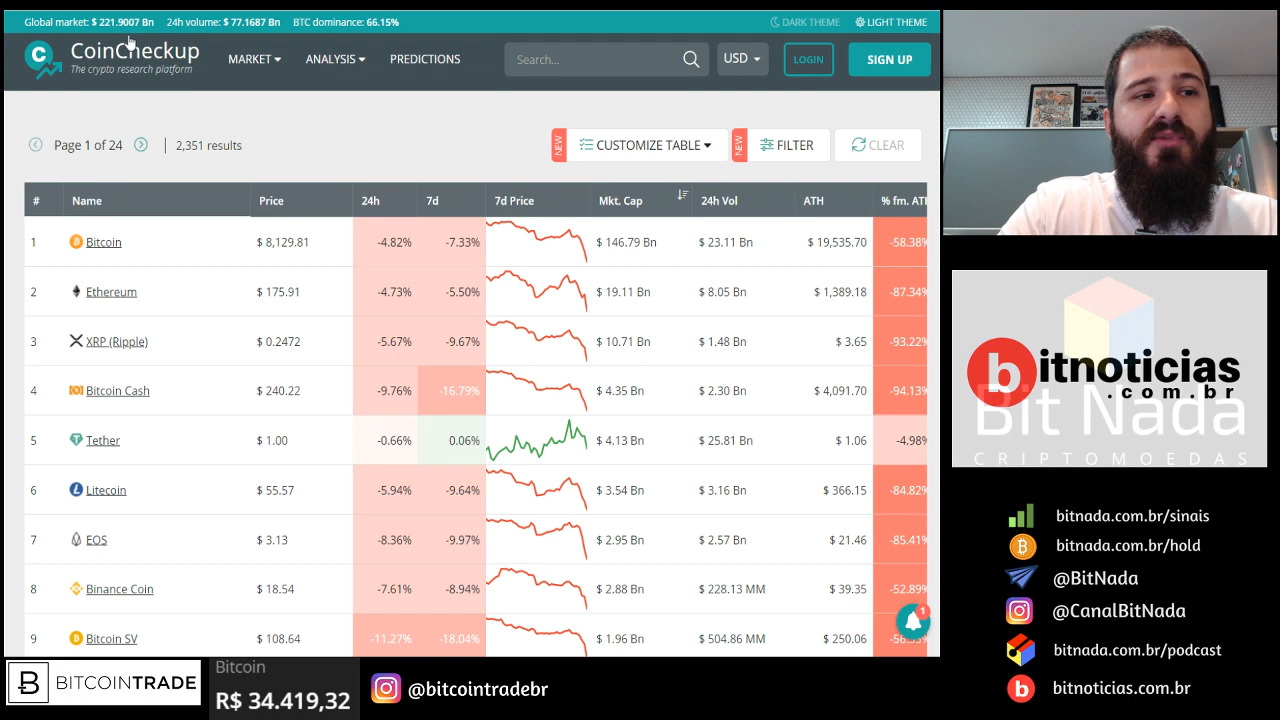 Global market: $ 221.9007 Bn 24h volume: $ 77.1687 Bn BTC dominance: 66.15% DARK THEME LIGHT THEME
CoinCheckup
The crypto research platform
MARKET ANALYSIS PREDICTIONS Search... USD LOGIN SIGN UP
Page 1 of 24 2,351 results NEW CUSTOMIZE TABLE NEW FILTER CLEAR
# Name Price 24h 7d 7d Price Mkt. Cap 24h Vol ATH % fm. ATH
1 Bitcoin $ 8,129.81 -4.82% -7.33% $ 146.79 Bn $ 23.11 Bn $ 19,535.70 -58.38%
2 Ethereum $ 175.91 -4.73% -5.50% $ 19.11 Bn $ 8.05 Bn $ 1,389.18 -87.34%
3 XRP (Ripple) $ 0.2472 -5.67% -9.67% $ 10.71 Bn $ 1.48 Bn $ 3.65 -93.22%
4 Bitcoin Cash $ 240.22 -9.76% -16.79% $ 4.35 Bn $ 2.30 Bn $ 4,091.70 -94.13%
5 Tether $ 1.00 -0.66% 0.06% $ 4.13 Bn $ 25.81 Bn $ 1.06 -4.98%
6 Litecoin $ 55.57 -5.94% -9.64% $ 3.54 Bn $ 3.16 Bn $ 366.15 -84.82%
7 EOS $ 3.13 -8.36% -9.97% $ 2.95 Bn $ 2.57 Bn $ 21.46 -85.41%
8 Binance Coin $ 18.54 -7.61% -8.94% $ 2.88 Bn $ 228.13 MM $ 39.35 -52.89%
9 Bitcoin SV $ 108.64 -11.27% -18.04% $ 1.96 Bn $ 504.86 MM $ 250.06
1
bitnoticias
.com.br
Bit Nada
CRIPTOMOEDAS
bitnada.com.br/sinais
bitnada.com.br/hold
@BitNada
@CanalBitNada
bitnada.com.br/podcast
bitnoticias.com.br
BITCOINTRADE
Bitcoin
R$ 34.419,32
@bitcointradebr